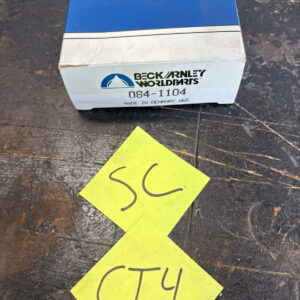 BECK/ARNLEY
WORLDPARTS
084-1104
MADE IN DENMARK
SC
CT4